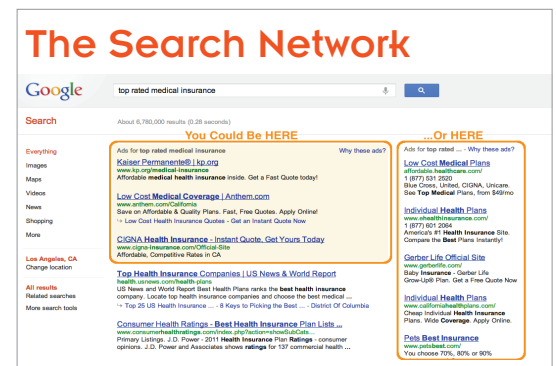 The Search Network
Google
top rated medical insurance
Search
About 6,760,000 results (0.28 seconds)
You Could be HERE
...Or HERE
Everything
Images
Maps
Videos
News
Shopping
More
Los Angeles, CA
Change location
All results
Related searches
More search tools
Ads for top rated medical insurance
Why these ads?
Kaiser Permanente® | kp.org
www.kp.org/medical-insurance
Affordable medical health insurance inside. Get a Fast Quote today!
Low Cost Medical Coverage | Anthem.com
www.anthem.com/California
Save on Affordable & Quality Plans. Fast, Free Quotes. Apply Online!
↪ Low Cost Health Insurance Quotes - Get an Instant Quote Now
CIGNA Health Insurance - Instant Quote, Get Yours Today
www.cigna-insurance.com/Official-Site
Affordable, Competitive Rates in CA
Top Health Insurance Companies | US News & World Report
health.usnews.com/health-plans
US News and World Report Best Health Plans ranks the best health insurance
company. Locate top health insurance companies and choose the best medical ...
↪ Top 25 US Health Insurance ... - 8 Keys to Picking the Best ... - District Of Columbia
Consumer Health Ratings - Best Health Insurance Plan Lists ...
www.consumerhealthratings.com/index.php?action=showSubCats...
Primary Listings. J.D. Power - 2011 Health Insurance Plan Ratings - consumer
opinions. J.D. Power and Associates shows ratings for 137 commercial health ...
Ads for top rated ... - Why these ads?
Low Cost Medical Plans
affordable.healthcare.com/
1 (877) 531 2520
Blue Cross, United, CIGNA, Unicare.
See Top Medical Plans, from $49/mo
Individual Health Plans
www.ehealthinsurance.com/
1 (877) 601 2064
America's #1 Health Insurance Site.
Compare the Best Plans Instantly!
Gerber Life Official Site
www.gerberlife.com/
Baby Insurance - Gerber Life
Grow-Up® Plan. Get a Free Quote Now
Individual Health Plans
www.californiahealthplans.com/
Cheap Individual Health Insurance
Plans. Wide Coverage. Apply Online.
Pets Best Insurance
www.petsbest.com/
You choose 70%, 80% or 90%